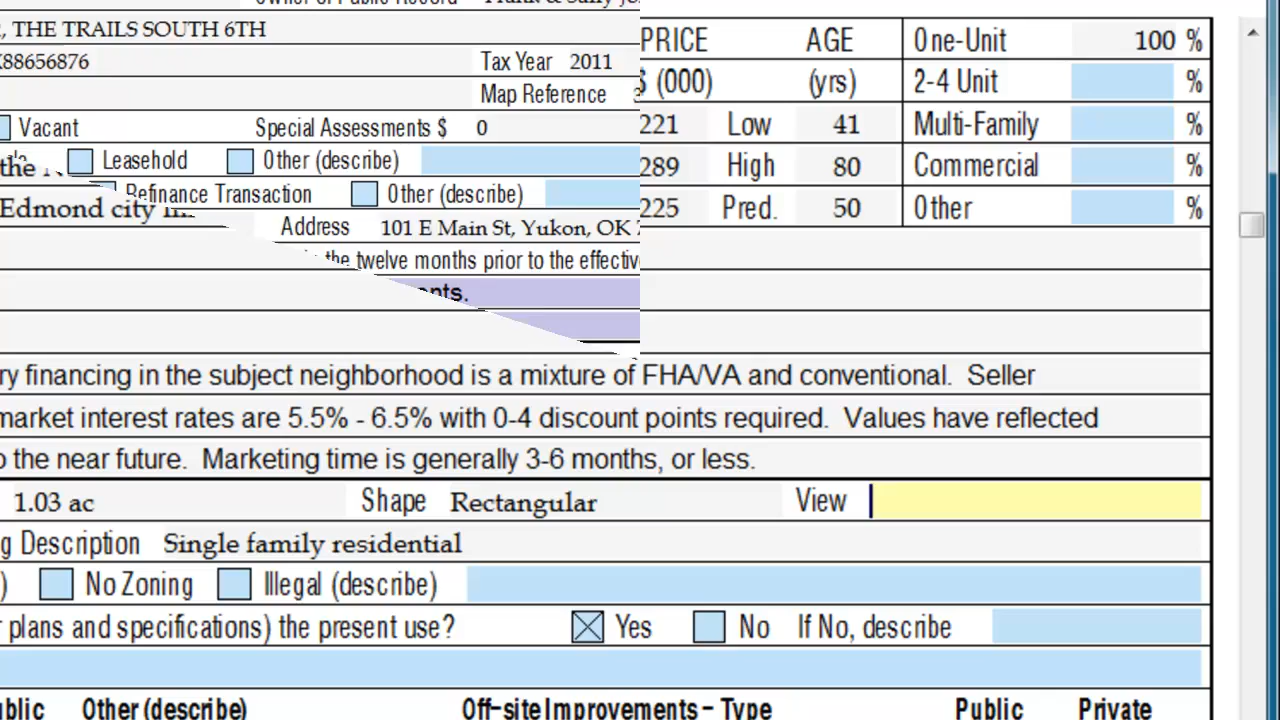 , THE TRAILS SOUTH 6TH
PRICE AGE One-Unit 100 %
88656876 Tax Year 2011
$ (000) (yrs) 2-4 Unit %
Map Reference
Vacant Special Assessments $ 0
221 Low 41 Multi-Family %
Leasehold Other (describe)
the
289 High 80 Commercial %
Refinance Transaction Other (describe)
Edmond city
225 Pred. 50 Other %
Address 101 E Main St, Yukon, OK
the twelve months prior to the
financing in the subject neighborhood is a mixture of FHA/VA and conventional. Seller
market interest rates are 5.5% - 6.5% with 0-4 discount points required. Values have reflected
the near future. Marketing time is generally 3-6 months, or less.
1.03 ac Shape Rectangular View
Description Single family residential
) No Zoning Illegal (describe)
plans and specifications) the present use? Yes No If No, describe
Other (describe) Off-site Improvements - Type Public Private